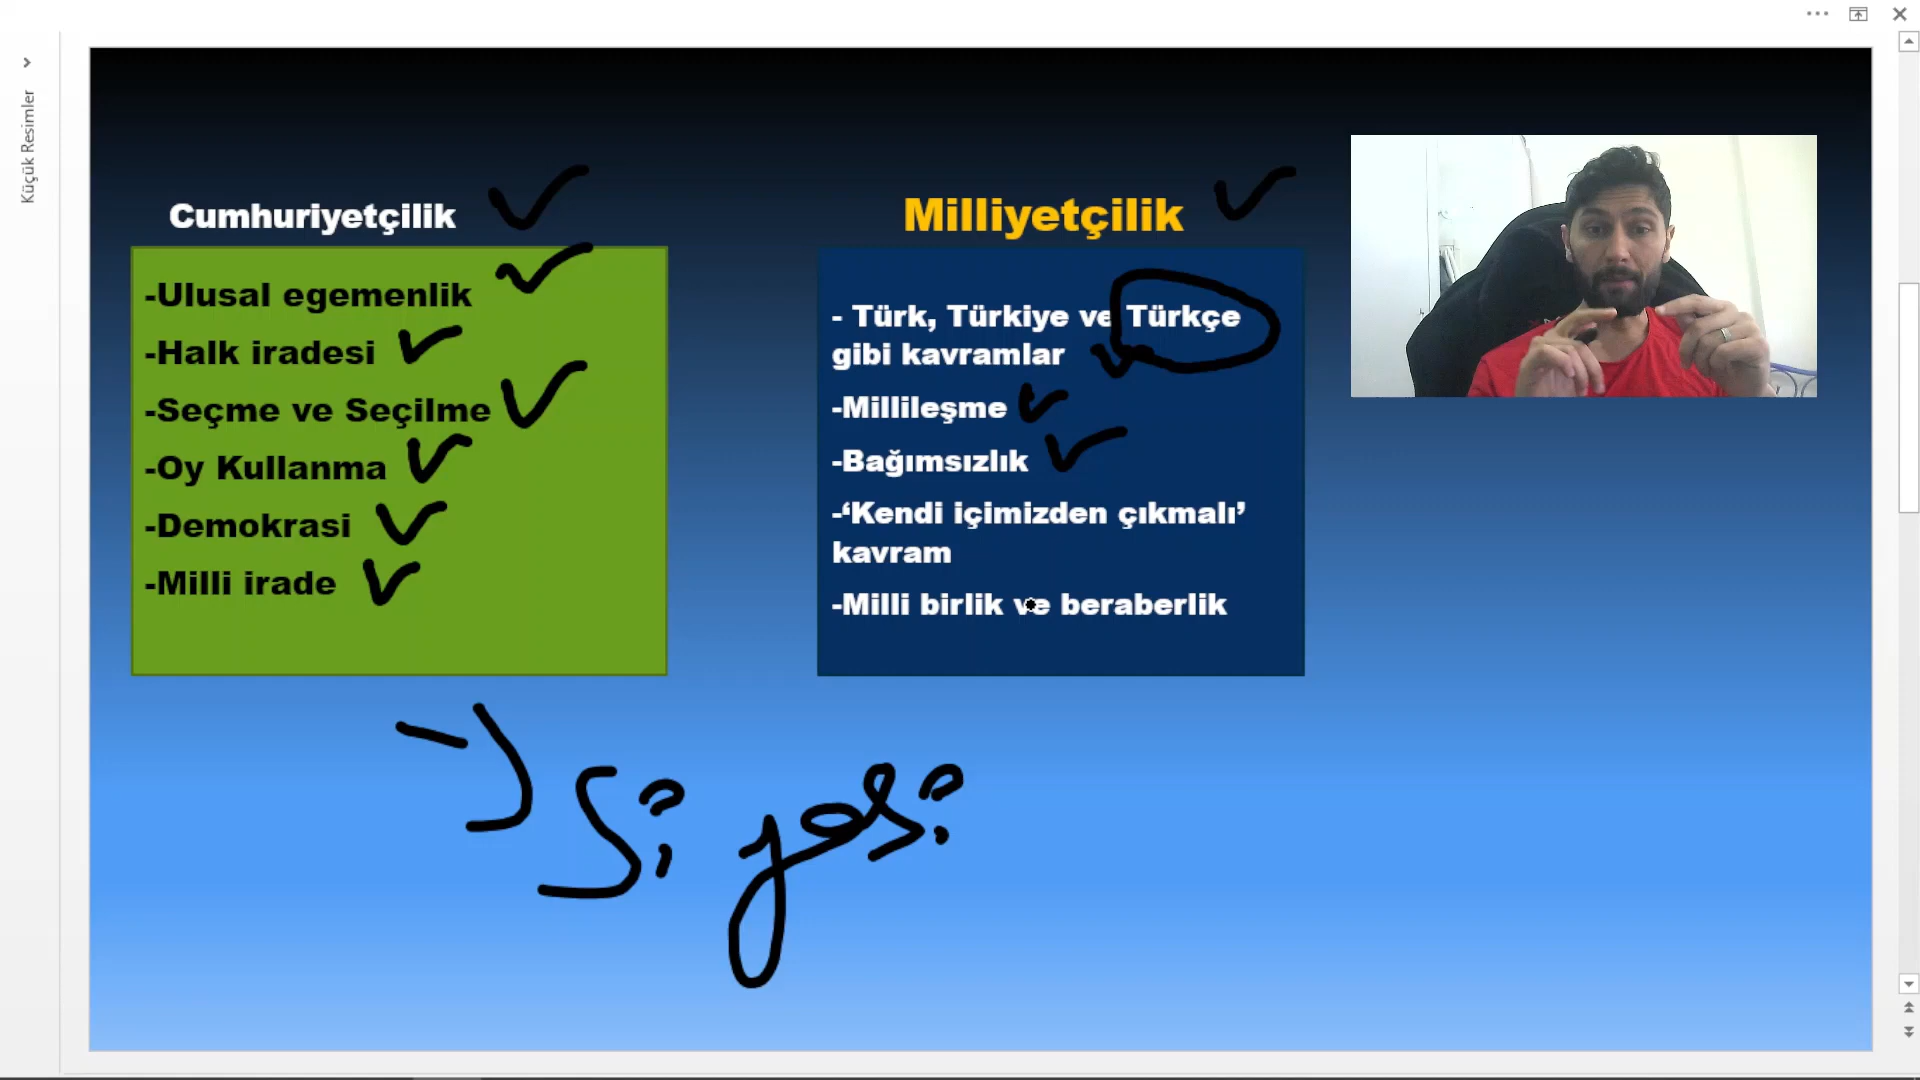 Küçük Resimler
Cumhuriyetçilik
-Ulusal egemenlik
-Halk iradesi
-Seçme ve Seçilme
-Oy Kullanma
-Demokrasi
-Milli irade
Milliyetçilik
- Türk, Türkiye ve Türkçe
gibi kavramlar
-Millileşme
-Bağımsızlık
-‘Kendi içimizden çıkmalı’
kavram
-Milli birlik ve beraberlik
Siyasi